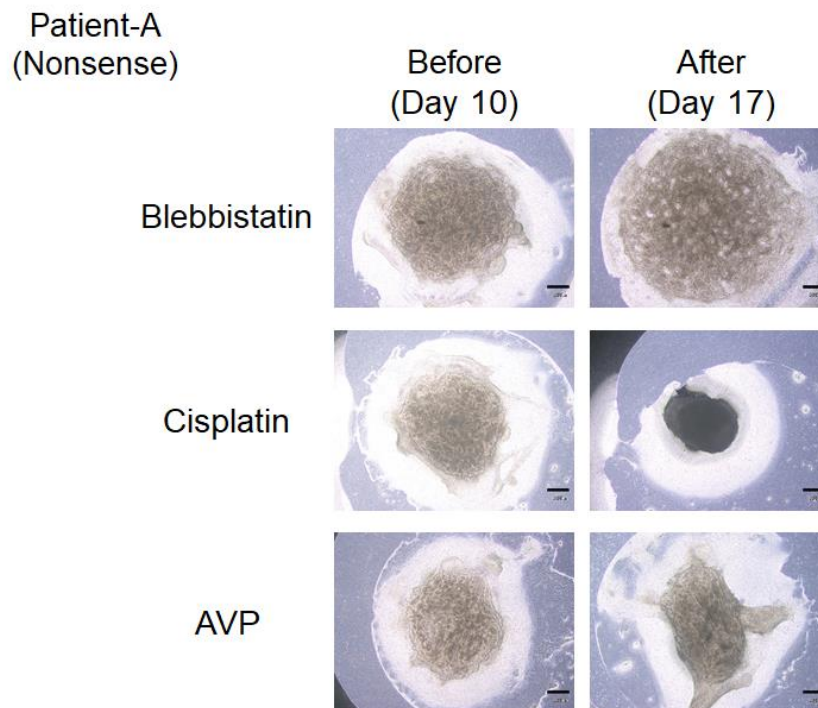 Patient-A
(Nonsense)
Before
(Day 10)
After
(Day 17)
Blebbistatin
Cisplatin
AVP